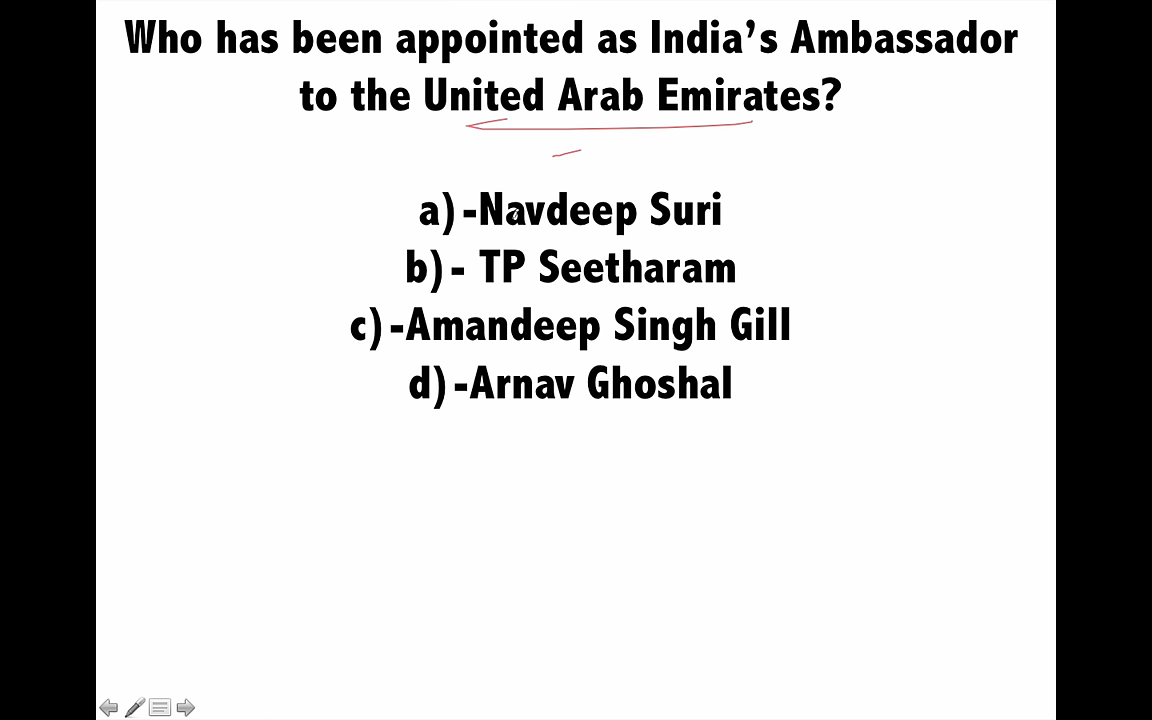 Who has been appointed as India's Ambassador
to the United Arab Emirates?
a)-Navdeep Suri
b)- TP Seetharam
c)-Amandeep Singh Gill
d)-Arnav Ghoshal